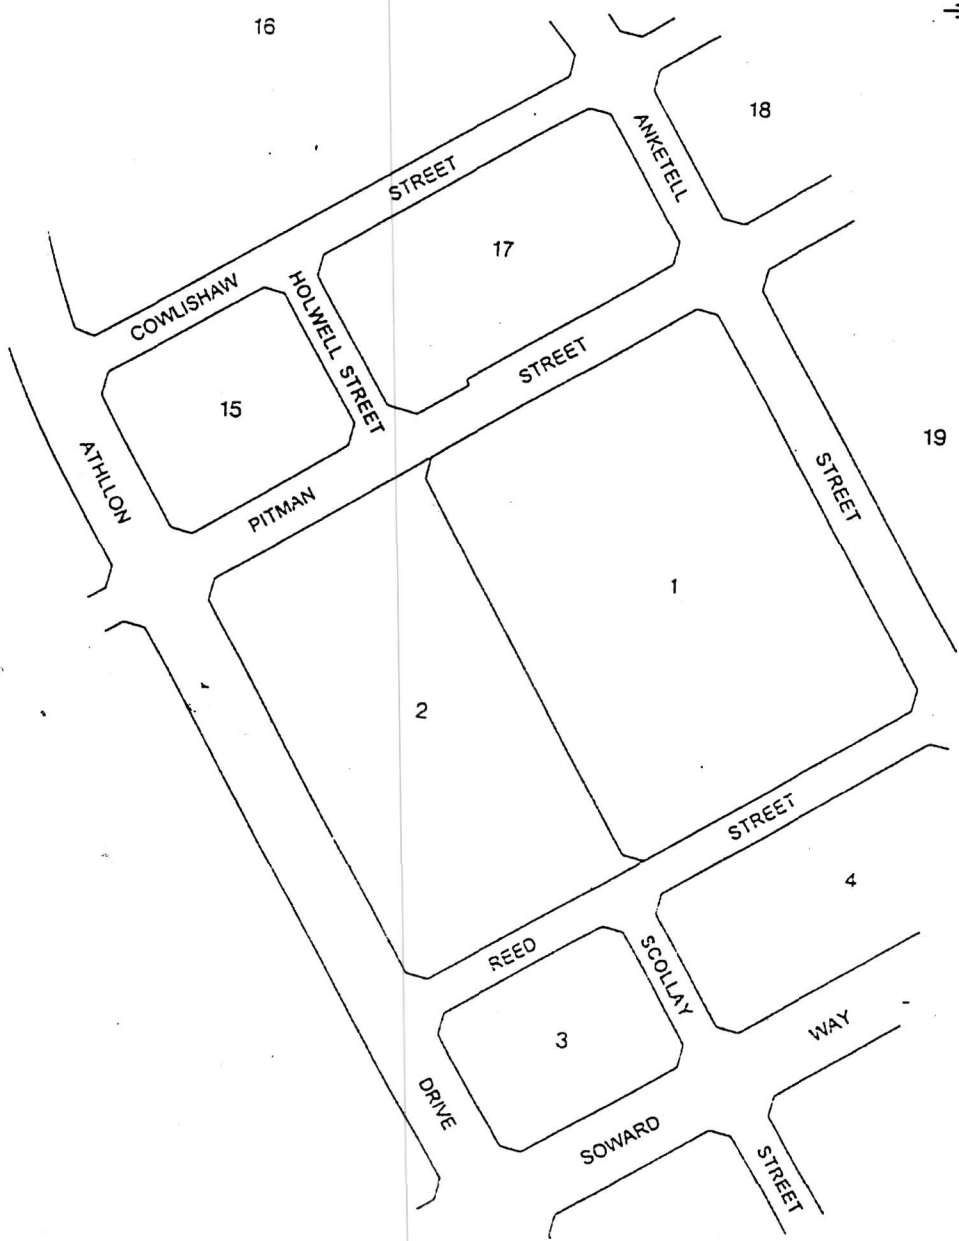 16
18
ANKETELL
STREET
17
COWLISHAW
HOLWELL STREET
STREET
15
19
ATHLLON
PITMAN
STREET
1
2
STREET
4
REED
SCOLLAY
3
WAY
DRIVE
SOWARD
STREET